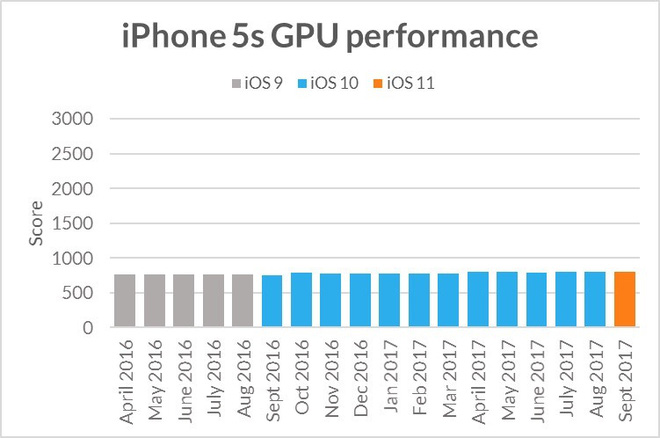 iPhone 5s GPU performance
iOS 9 iOS 10 iOS 11
Score
3000
2500
2000
1500
1000
500
0
April 2016
May 2016
June 2016
July 2016
Aug 2016
Sept 2016
Oct 2016
Nov 2016
Dec 2016
Jan 2017
Feb 2017
Mar 2017
April 2017
May 2017
June 2017
July 2017
Aug 2017
Sept 2017